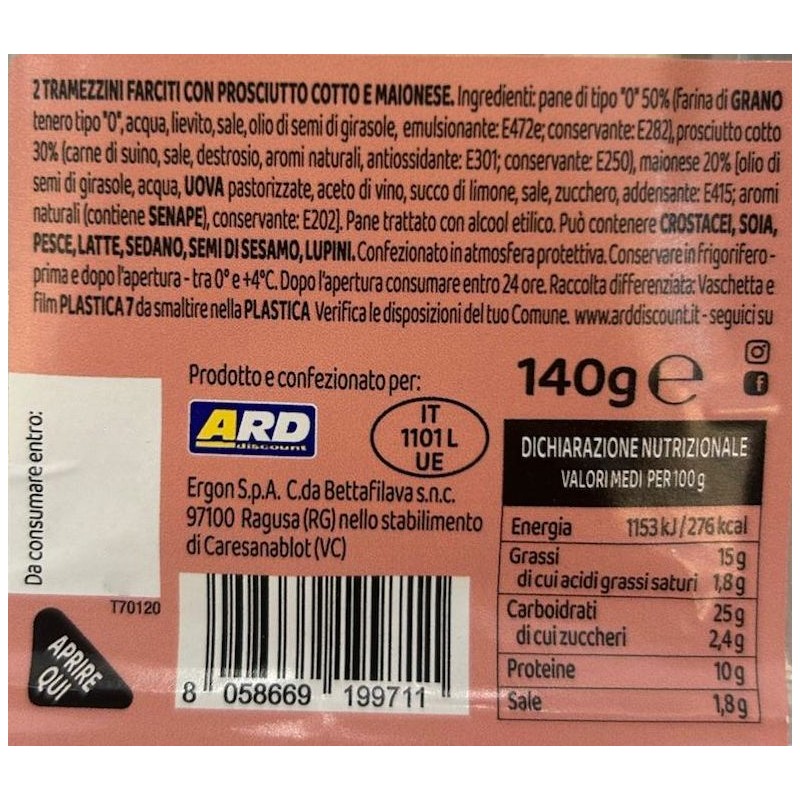 2 TRAMEZZINI FARCITI CON PROSCIUTTO COTTO E MAIONESE. Ingredienti: pane di tipo "0" 50% (Farina di GRANO
tenero tipo "0", acqua, lievito, sale, olio di semi di girasole, emulsionante: E472e; conservante: E282), prosciutto cotto
30% (carne di suino, sale, destrosio, aromi naturali, antiossidante: E301; conservante: E250), maionese 20% [olio di
semi di girasole, acqua, UOVA pastorizzate, aceto di vino, succo di limone, sale, zucchero, addensante: E415; aromi
naturali (contiene SENAPE), conservante: E202]. Pane trattato con alcool etilico. Può contenere CROSTACEI, SOIA,
PESCE, LATTE, SEDANO, SEMI DI SESAMO, LUPINI. Confezionato in atmosfera protettiva. Conservare in frigorifero -
prima e dopo l'apertura - tra 0° e +4°C. Dopo l'apertura consumare entro 24 ore. Raccolta differenziata: Vaschetta e
film PLASTICA 7 da smaltire nella PLASTICA Verifica le disposizioni del tuo Comune. www.arddiscount.it - seguici su
Prodotto e confezionato per:
ARD
discount
IT
1101 L
UE
Ergon S.p.A. C.da Bettafilava s.n.c.
97100 Ragusa (RG) nello stabilimento
di Caresanablot (VC)
140g e
DICHIARAZIONE NUTRIZIONALE
VALORI MEDI PER 100 g
Energia 1153 kJ / 276 kcal
Grassi 15 g
di cui acidi grassi saturi 1,8 g
Carboidrati 25 g
di cui zuccheri 2,4 g
Proteine 10 g
Sale 1,8 g
Da consumare entro:
T70120
APRIRE
QUI
8 058669 199711